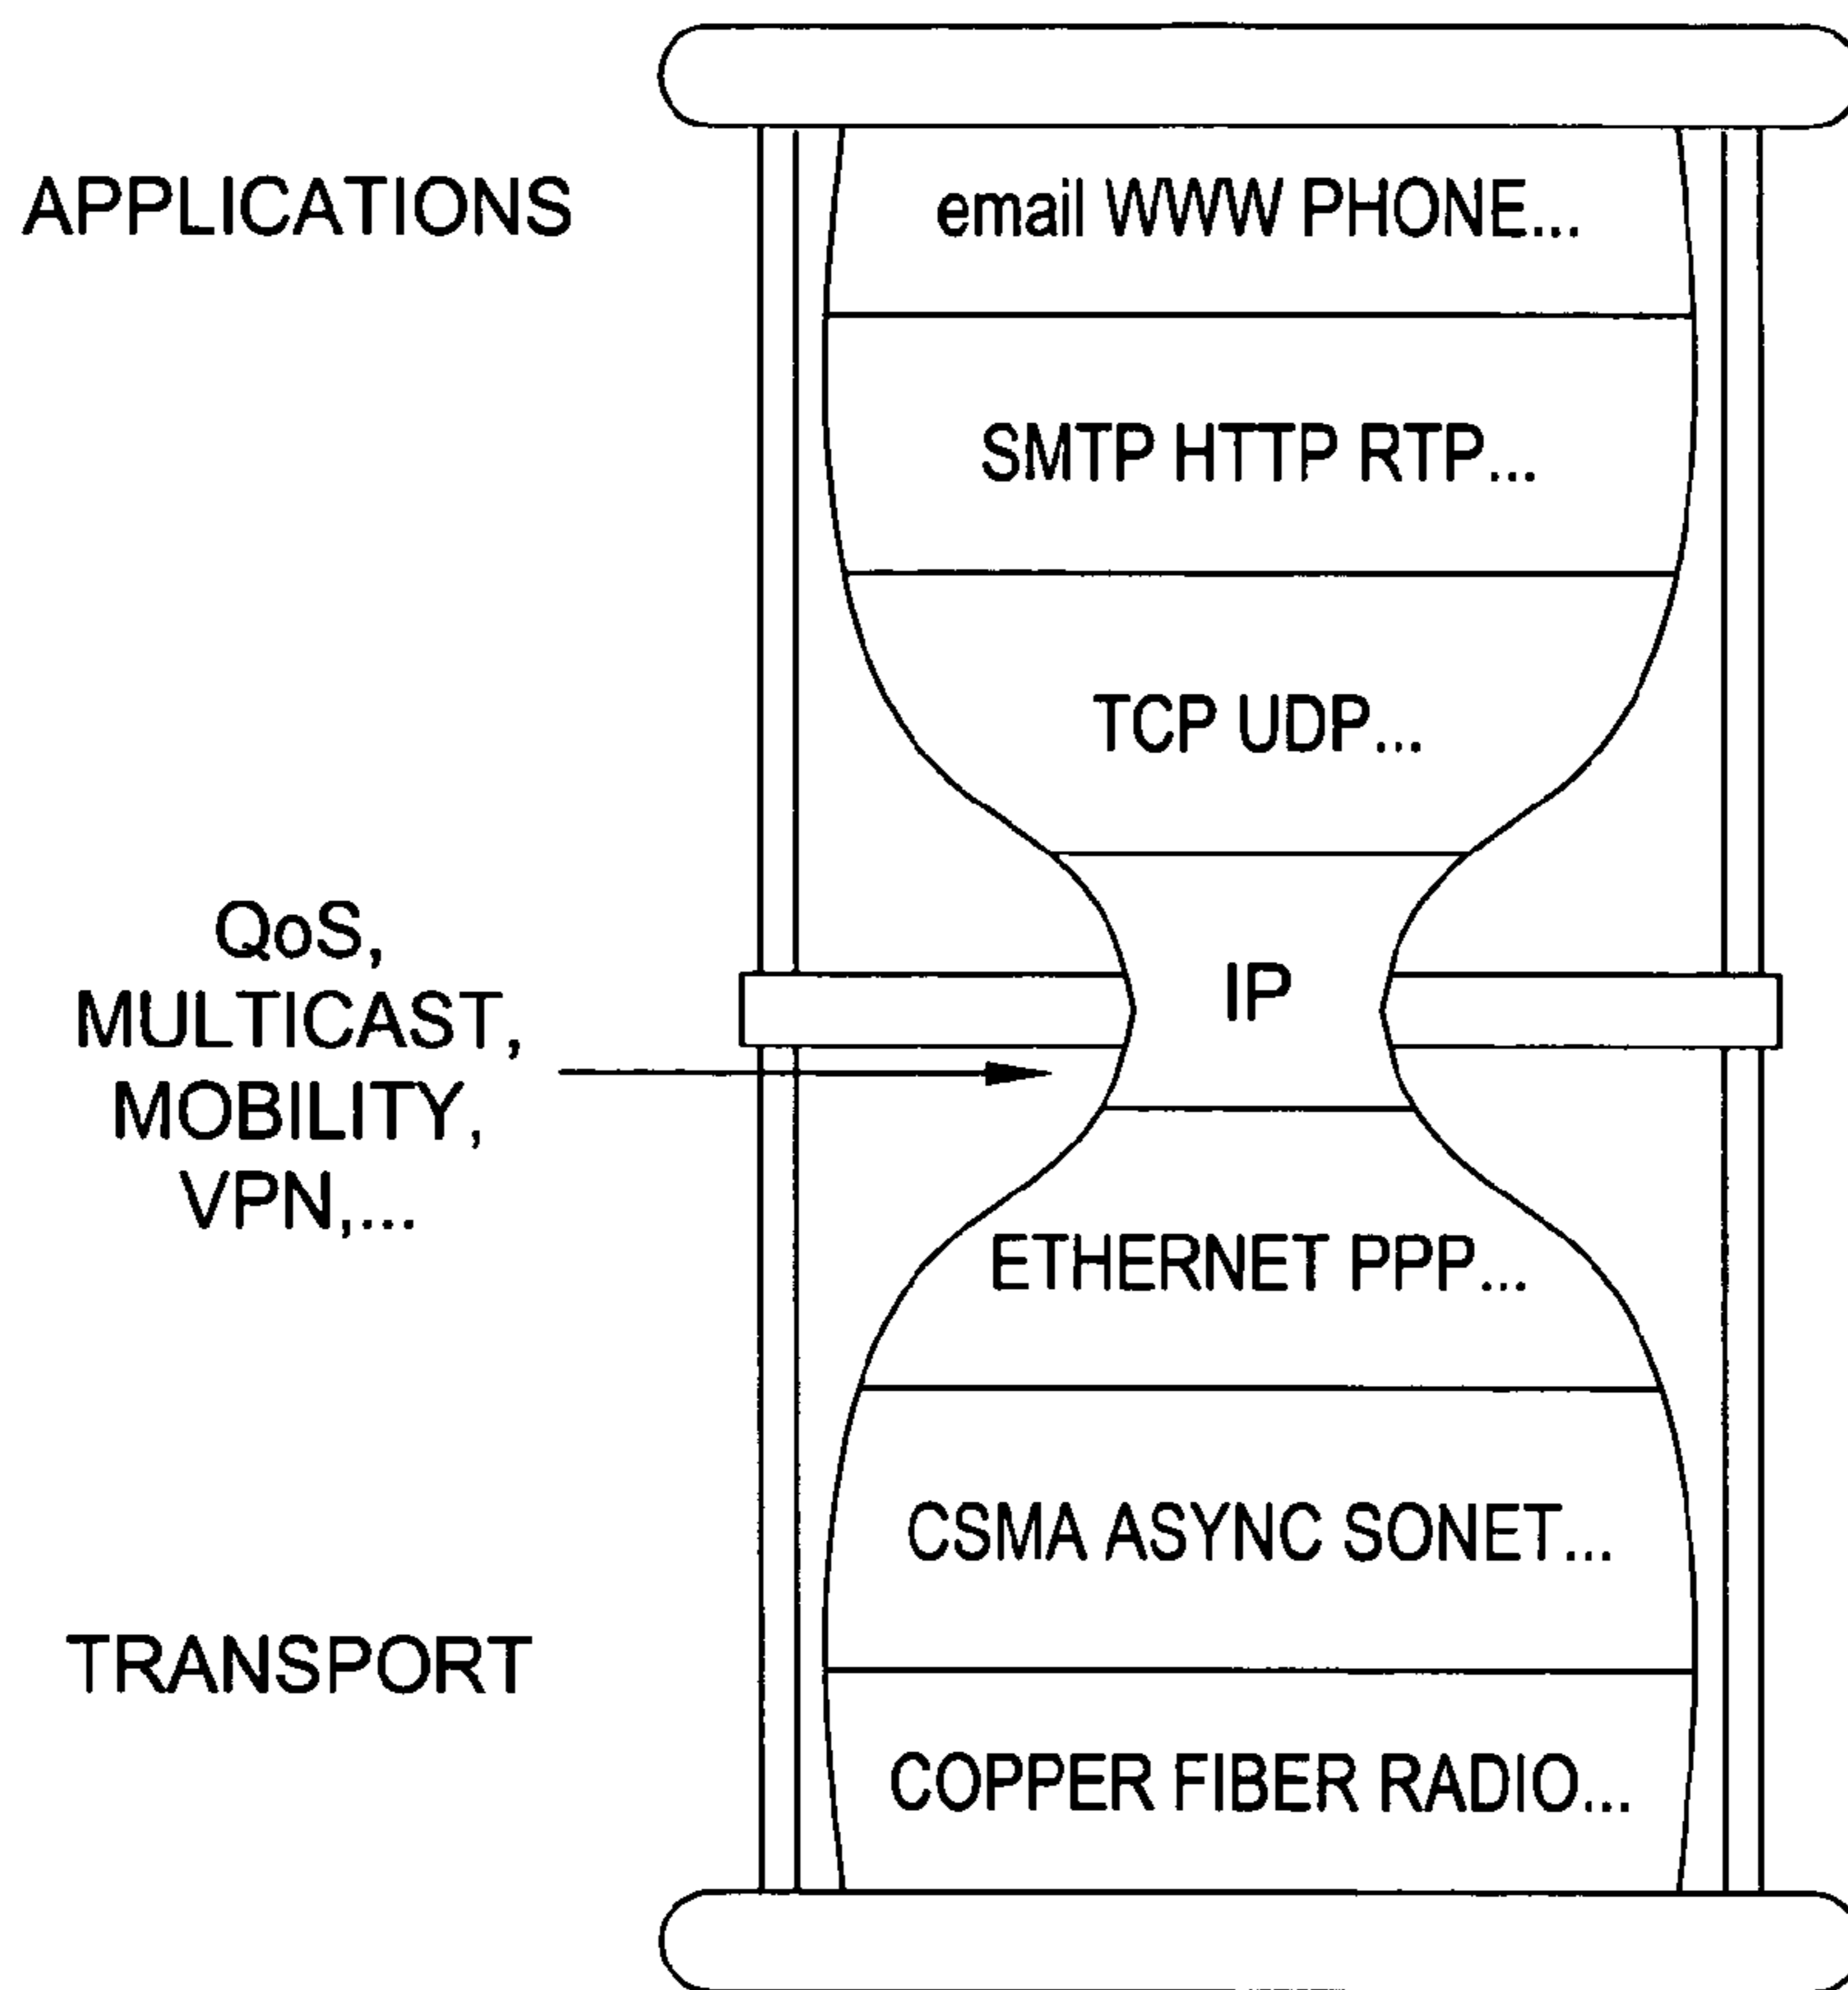 APPLICATIONS
email WWW PHONE...
SMTP HTTP RTP...
TCP UDP...
QoS,
MULTICAST,
MOBILITY,
VPN,...
IP
ETHERNET PPP...
CSMA ASYNC SONET...
TRANSPORT
COPPER FIBER RADIO...